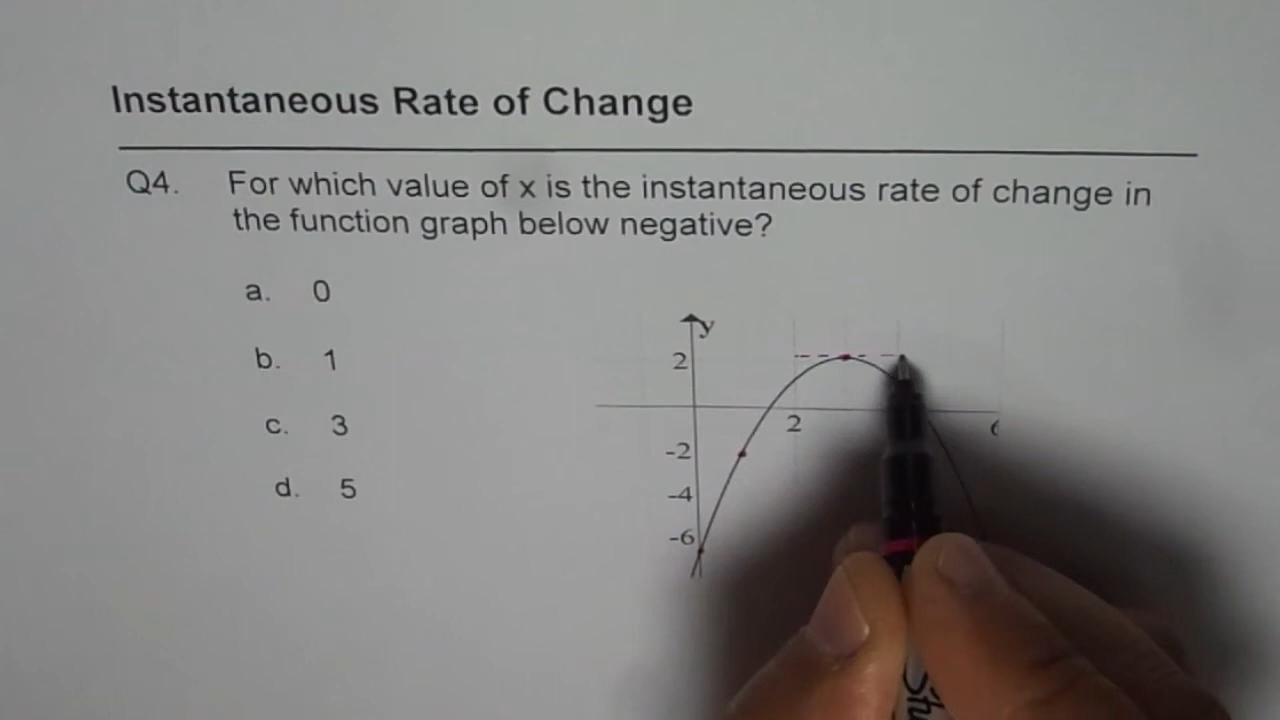 Instantaneous Rate of Change
Q4. For which value of x is the instantaneous rate of change in
the function graph below negative?
a. 0
b. 1
c. 3
d. 5
y
2
2
-2
-4
-6